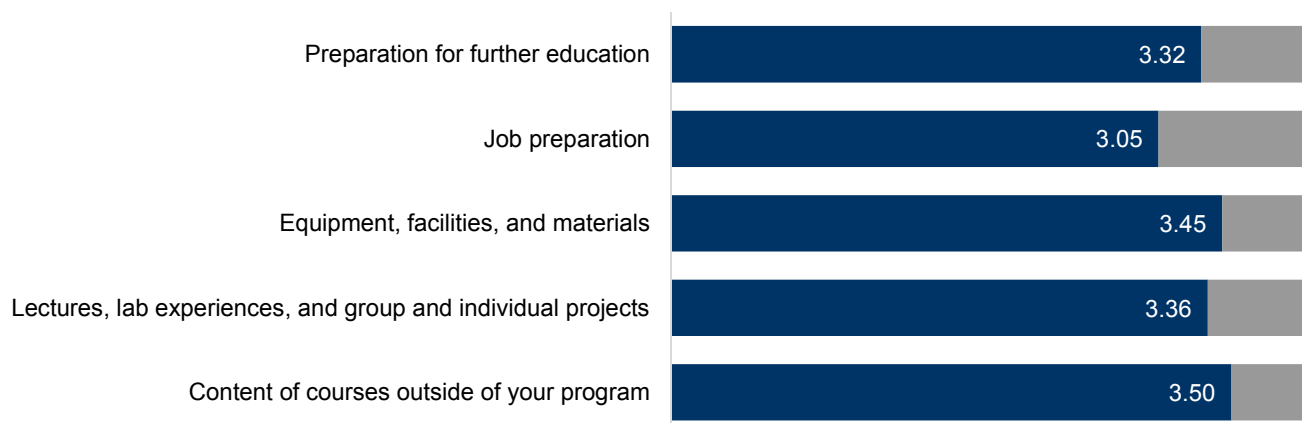 Preparation for further education 3.32
Job preparation 3.05
Equipment, facilities, and materials 3.45
Lectures, lab experiences, and group and individual projects 3.36
Content of courses outside of your program 3.50